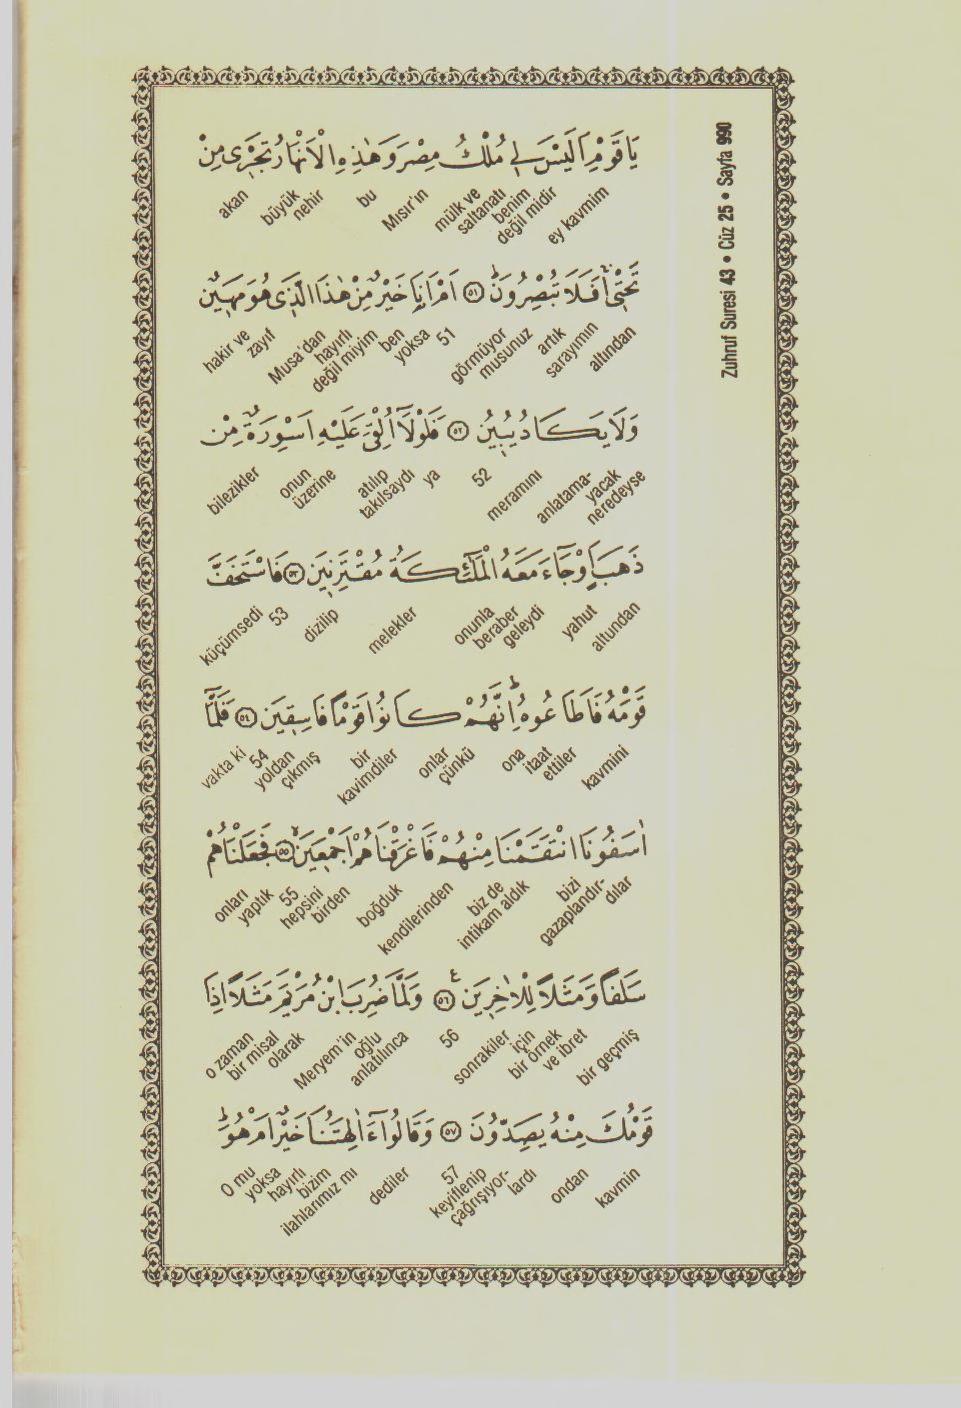 Zuhruf Suresi 43 • Cüz 25 • Sayfa 990
يَا قَوْمِ اَلَيْسَ لِي مُلْكُ مِصْرَ وَهٰذِهِ الْاَنْهَارُ تَجْرِي مِنْ
ey kavmim benim değil midir mülk ve saltanatı Mısır'ın bu büyük nehir akan
تَحْتِي اَفَلَا تُبْصِرُونَ ٥١ اَمْ اَنَا خَيْرٌ مِنْ هٰذَا الَّذِي هُوَ مَهِينٌ
altından sarayımın artık görmüyor musunuz 51 yoksa ben hayırlı değil miyim Musa'dan hakir ve zayıf
وَلَا يَكَادُ يُبِينُ ٥٢ فَلَوْلَا اُلْقِيَ عَلَيْهِ اَسْوِرَةٌ مِنْ
anlatama-yacak neredeyse meramını 52 ya atılıp takılsaydı onun üzerine bilezikler
ذَهَبٍ اَوْ جَاءَ مَعَهُ الْمَلٰئِكَةُ مُقْتَرِنِينَ ٥٣ فَاسْتَخَفَّ
altundan yahut onunla beraber geleydi melekler dizilip 53 küçümsedi
قَوْمَهُ فَاَطَاعُوهُ اِنَّهُمْ كَانُوا قَوْمًا فَاسِقِينَ ٥٤ فَلَمَّا
kavmini ona itaat ettiler onlar çünkü bir kavimdiler yoldan çıkmış 54 vakta ki
اٰسَفُونَا انْتَقَمْنَا مِنْهُمْ فَاَغْرَقْنَاهُمْ اَجْمَعِينَ ٥٥ فَجَعَلْنَاهُمْ
bizi gazaplandır-dılar biz de intikam aldık kendilerinden boğduk hepsini birden 55 onları yaptık
سَلَفًا وَمَثَلًا لِلْاٰخِرِينَ ٥٦ وَلَمَّا ضُرِبَ ابْنُ مَرْيَمَ مَثَلًا اِذَا
bir geçmiş için bir örnek ve ibret sonrakiler 56 Meryem'in oğlu anlatılınca o zaman bir misal olarak
قَوْمُكَ مِنْهُ يَصِدُّونَ ٥٧ وَقَالُوا ءَاٰلِهَتُنَا خَيْرٌ اَمْ هُوَ
kavmin ondan keyiflenip çağrışıyor-lardı 57 dediler bizim ilahlarımız mı hayırlı yoksa O mu